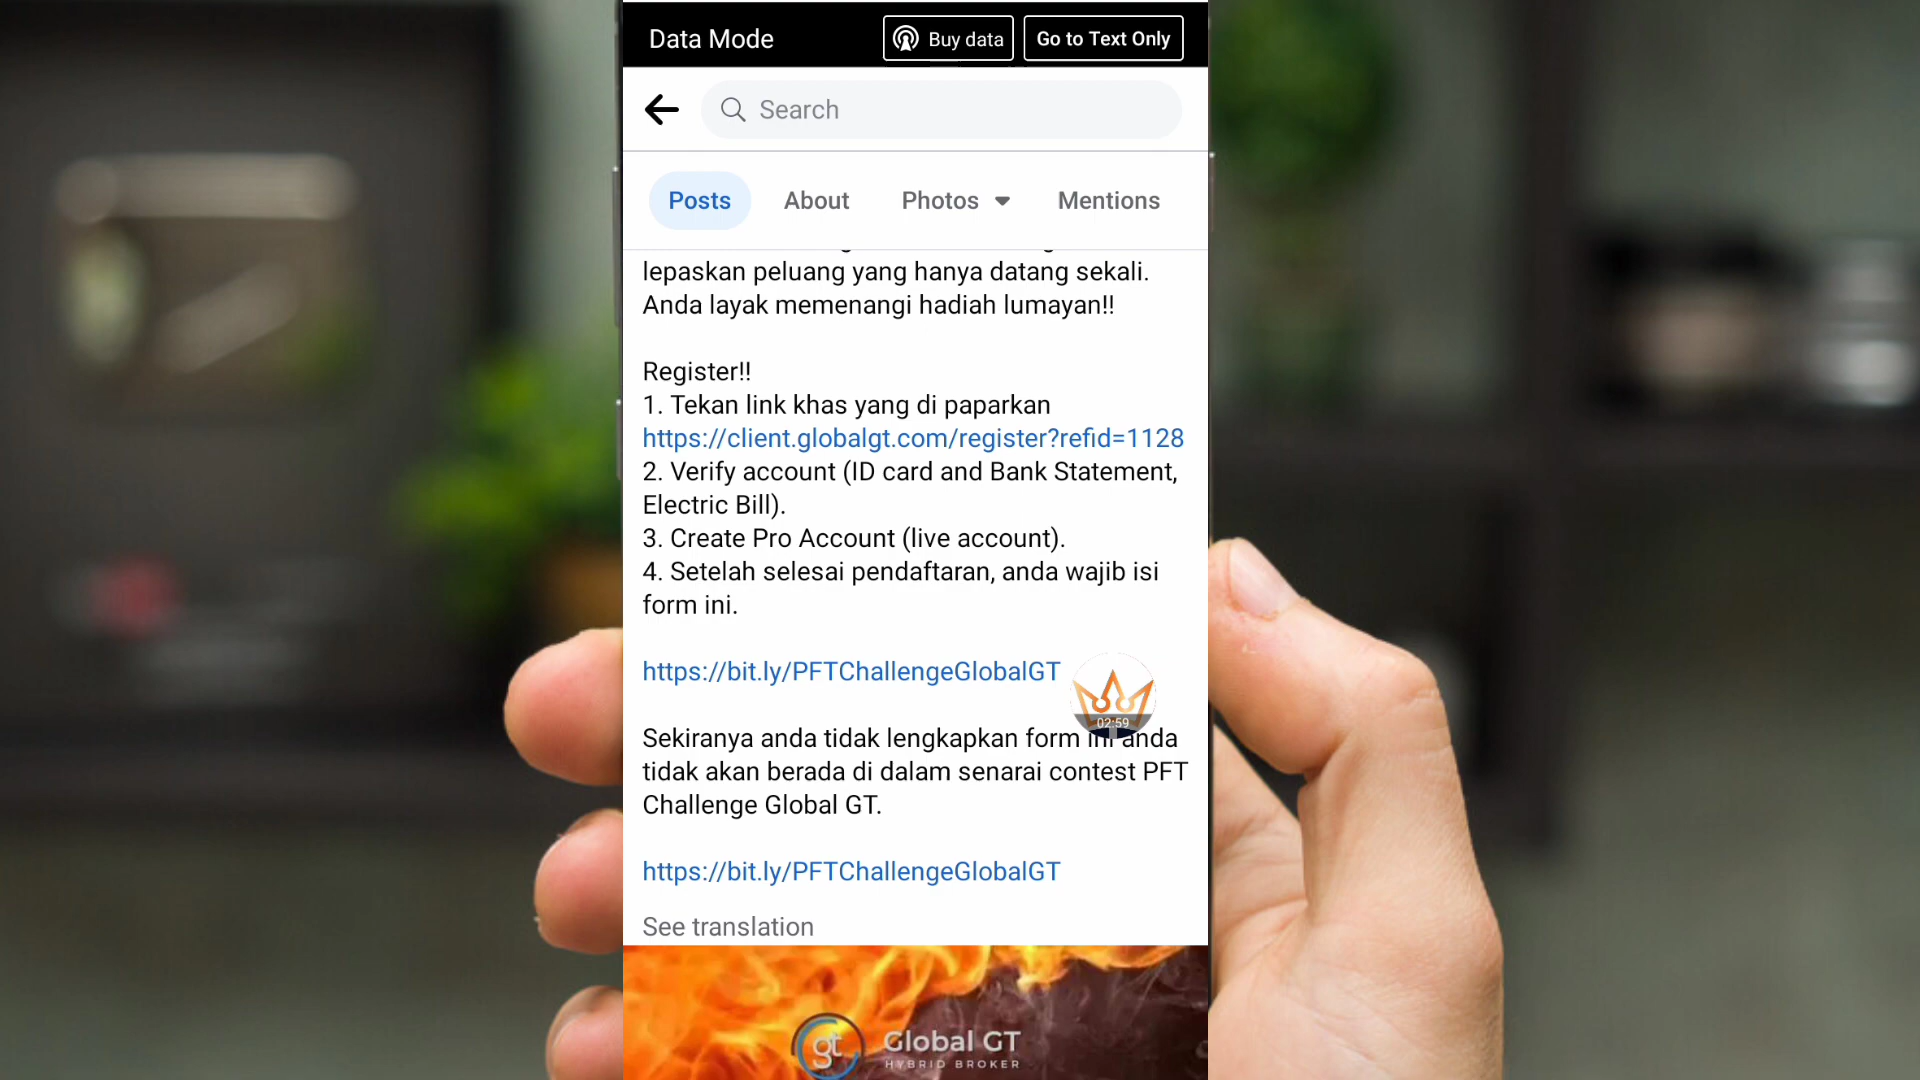 Data Mode
Buy data
Go to Text Only
Search
Posts
About
Photos
Mentions
lepaskan peluang yang hanya datang sekali.
Anda layak memenangi hadiah lumayan!!
Register!!
1. Tekan link khas yang di paparkan
https://client.globalgt.com/register?refid=1128
2. Verify account (ID card and Bank Statement,
Electric Bill).
3. Create Pro Account (live account).
4. Setelah selesai pendaftaran, anda wajib isi
form ini.
https://bit.ly/PFTChallengeGlobalGT
02:59
Sekiranya anda tidak lengkapkan form ini anda
tidak akan berada di dalam senarai contest PFT
Challenge Global GT.
https://bit.ly/PFTChallengeGlobalGT
See translation
gt
Global GT
HYBRID BROKER